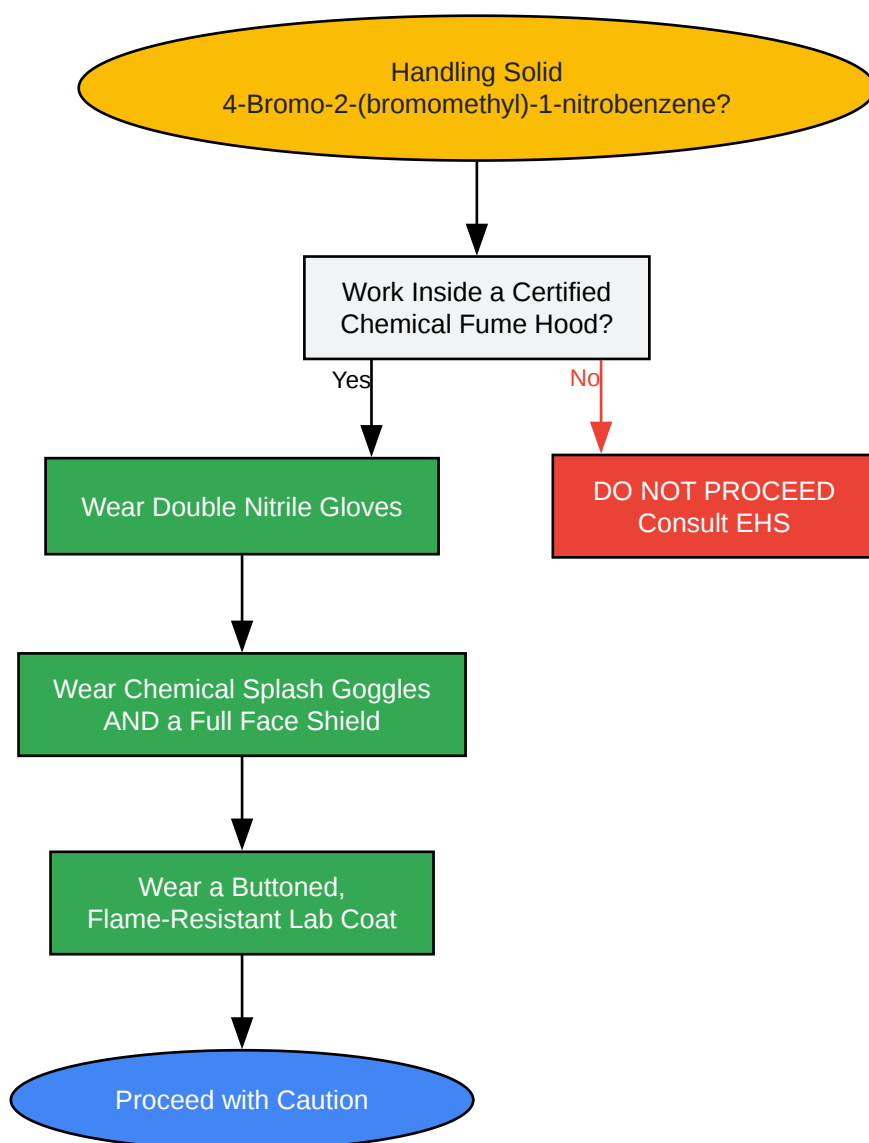 Handling Solid
4-Bromo-2-(bromomethyl)-1-nitrobenzene?
Work Inside a Certified
Chemical Fume Hood?
Yes
No
Wear Double Nitrile Gloves
DO NOT PROCEED
Consult EHS
Wear Chemical Splash Goggles
AND a Full Face Shield
Wear a Buttoned,
Flame-Resistant Lab Coat
Proceed with Caution